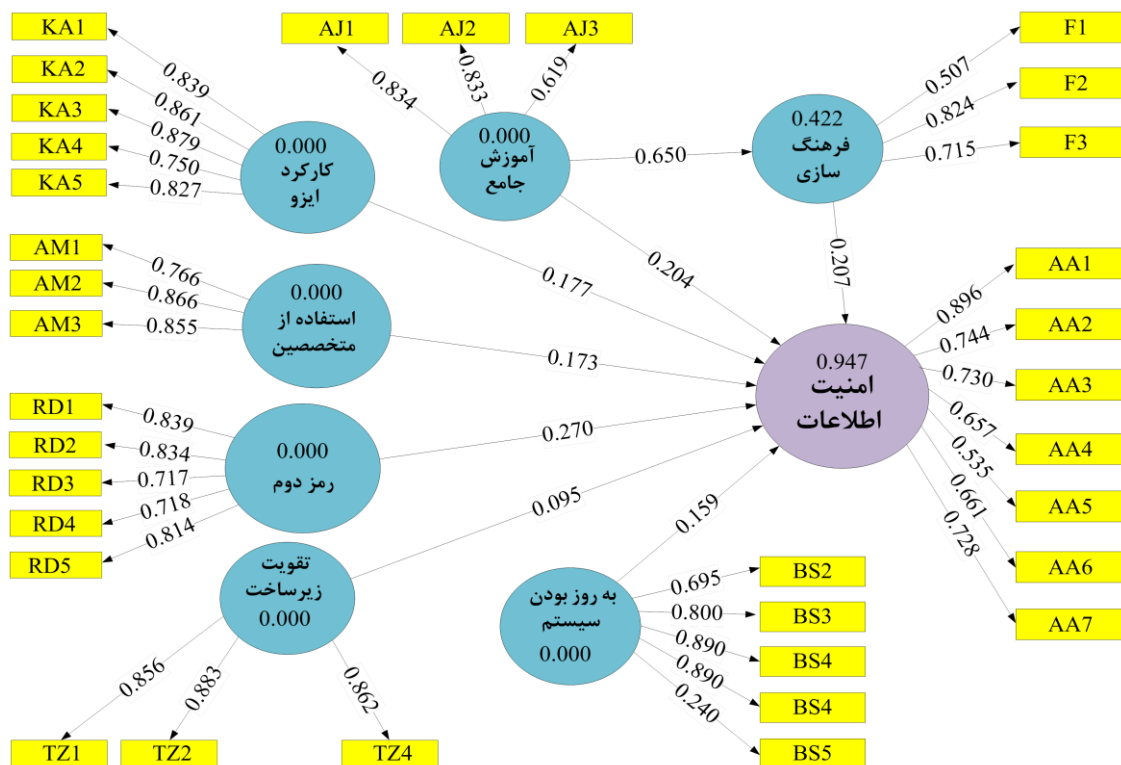 KA1
KA2
KA3
KA4
KA5
0.839
0.861
0.879
0.750
0.827
0.000
کارکرد
ایزو
AJ1
AJ2
AJ3
0.834
0.833
0.619
0.000
آموزش
جامع
0.650
0.422
فرهنگ
سازی
F1
F2
F3
0.507
0.824
0.715
AM1
AM2
AM3
0.766
0.866
0.855
0.000
استفاده از
متخصصین
0.177
0.204
0.207
0.173
0.270
0.095
0.159
0.947
امنیت
اطلاعات
AA1
AA2
AA3
AA4
AA5
AA6
AA7
0.896
0.744
0.730
0.657
0.535
0.661
0.728
RD1
RD2
RD3
RD4
RD5
0.839
0.834
0.717
0.718
0.814
0.000
رمز دوم
تقویت
زیرساخت
0.000
0.856
0.883
0.862
TZ1
TZ2
TZ4
به روز بودن
سیستم
0.000
0.695
0.800
0.890
0.890
0.240
BS2
BS3
BS4
BS4
BS5